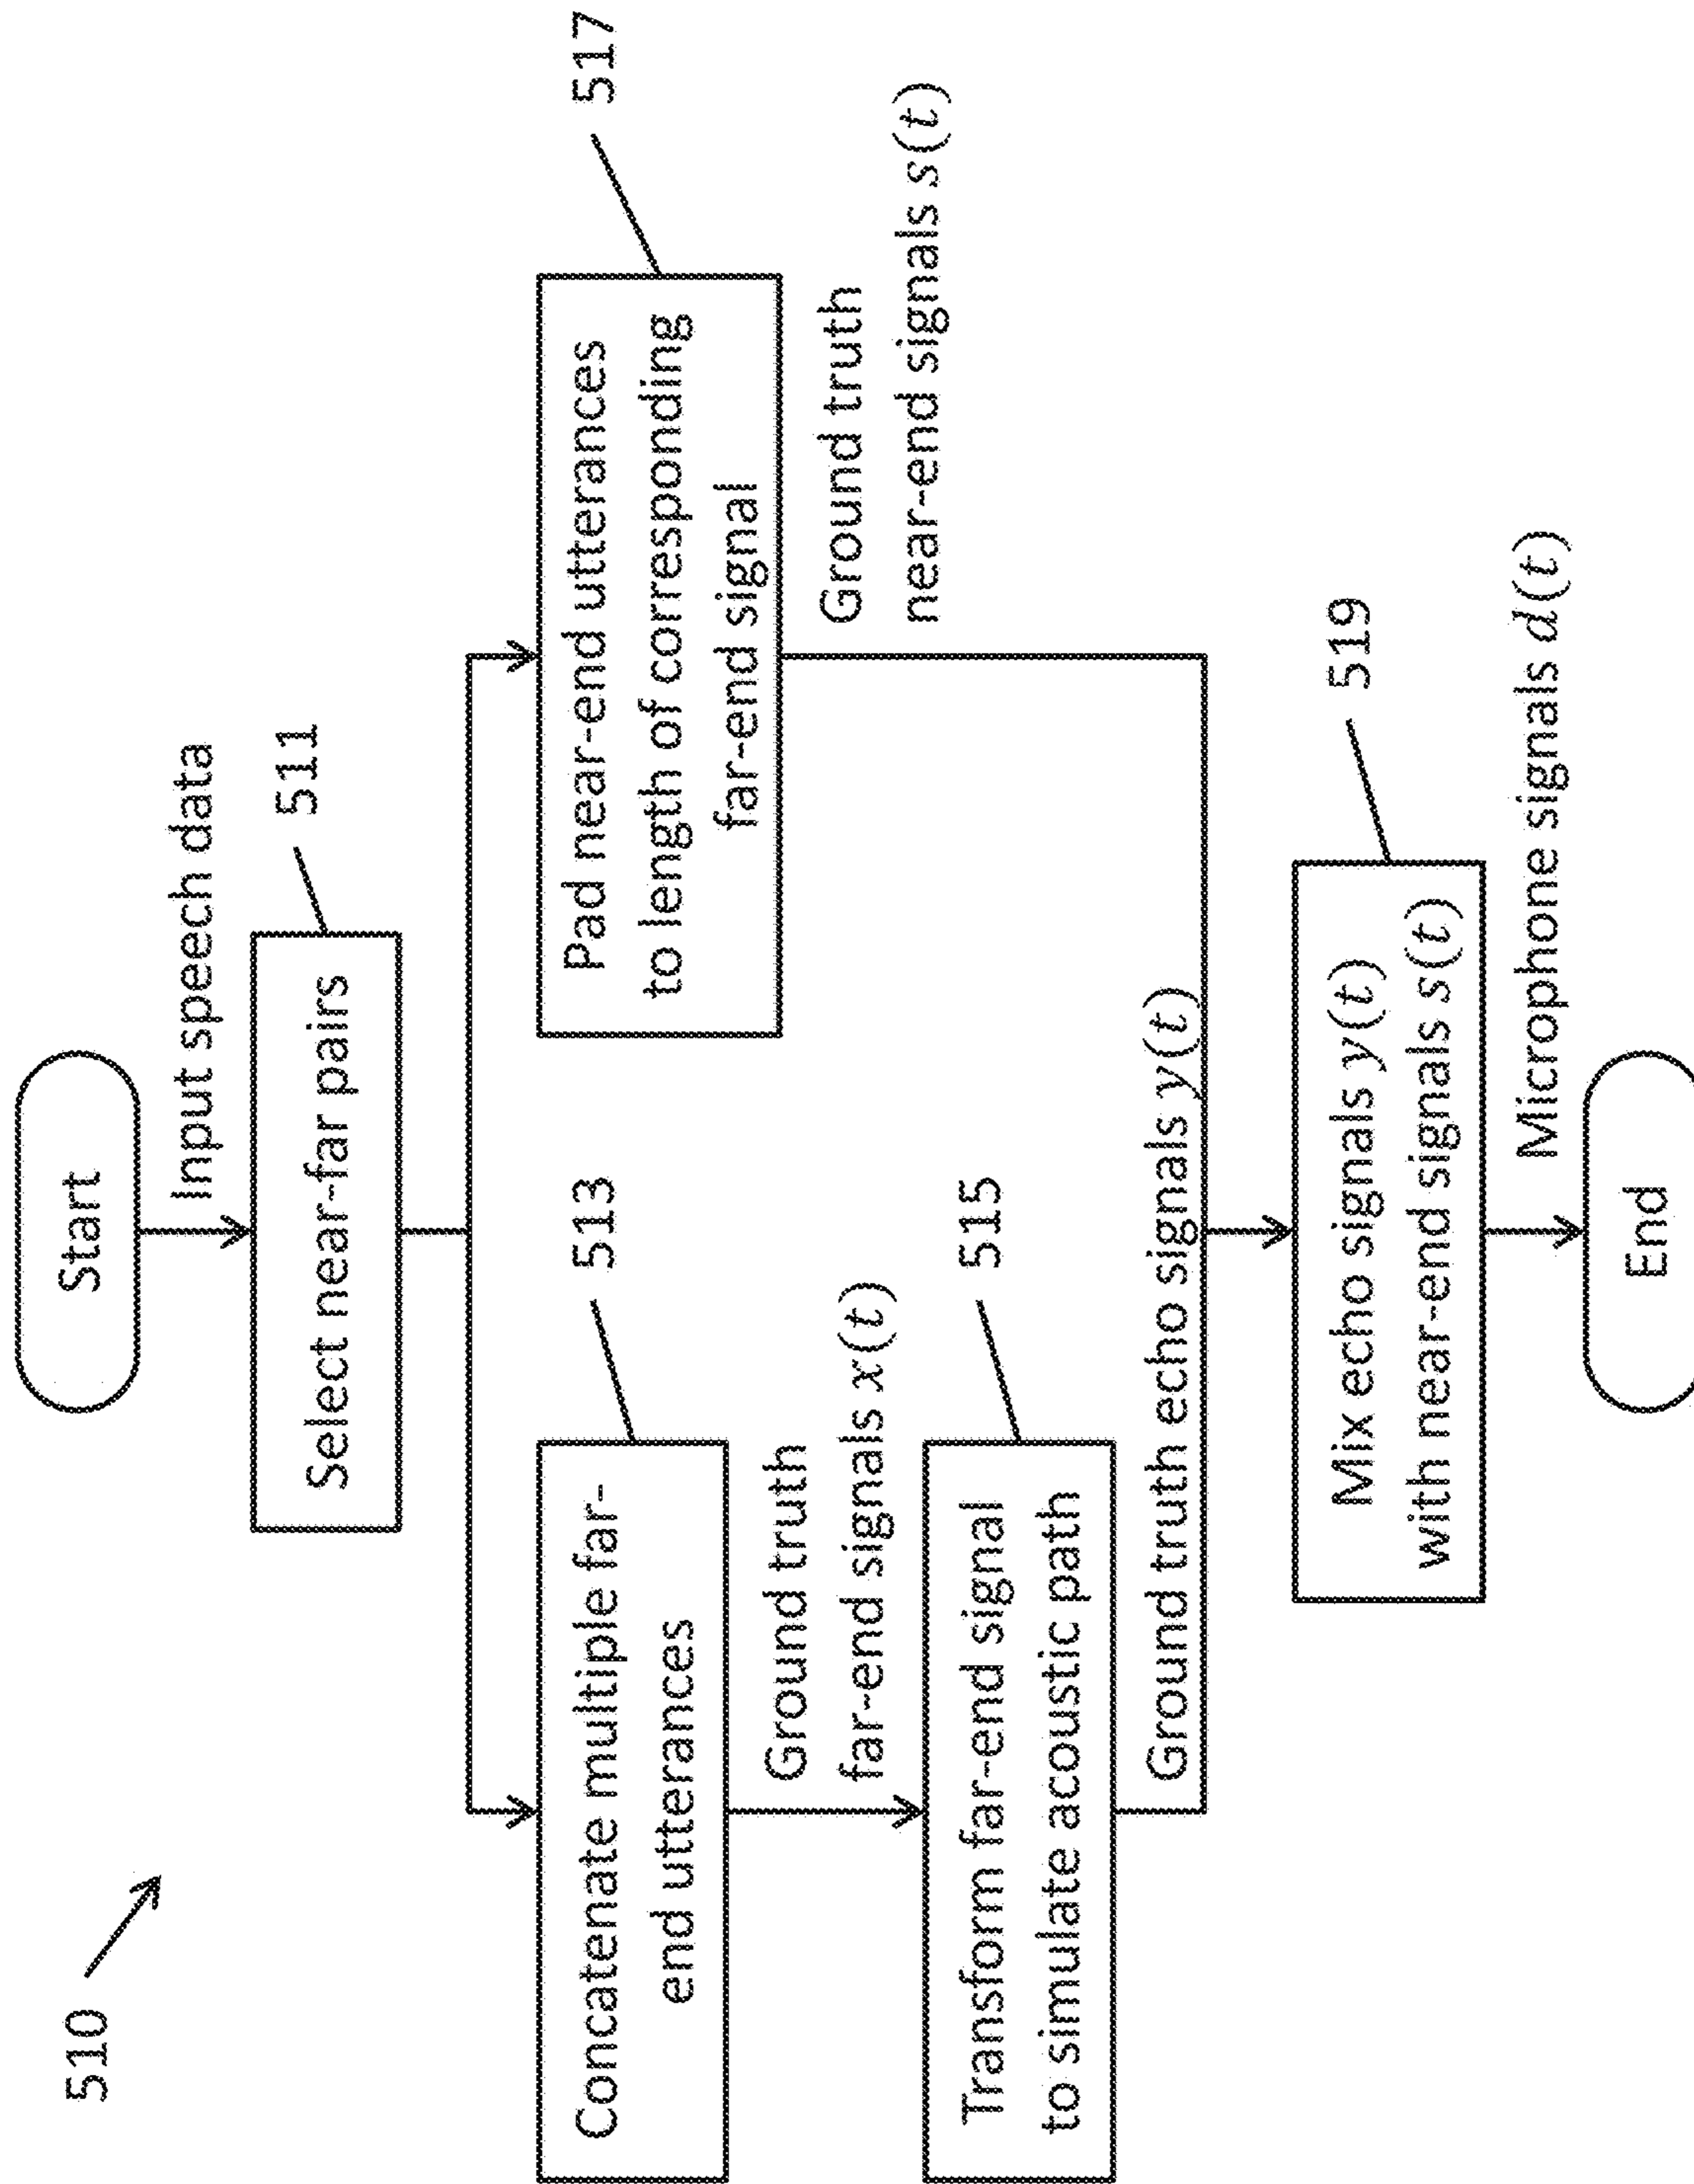 510
Start
Input speech data
511
Select near-far pairs
513
Concatenate multiple far-
end utterances
517
Pad near-end utterances
to length of corresponding
far-end signal
Ground truth
far-end signals x(t)
Ground truth
near-end signals s(t)
515
Transform far-end signal
to simulate acoustic path
Ground truth echo signals y(t)
519
Mix echo signals y(t)
with near-end signals s(t)
Microphone signals d(t)
End